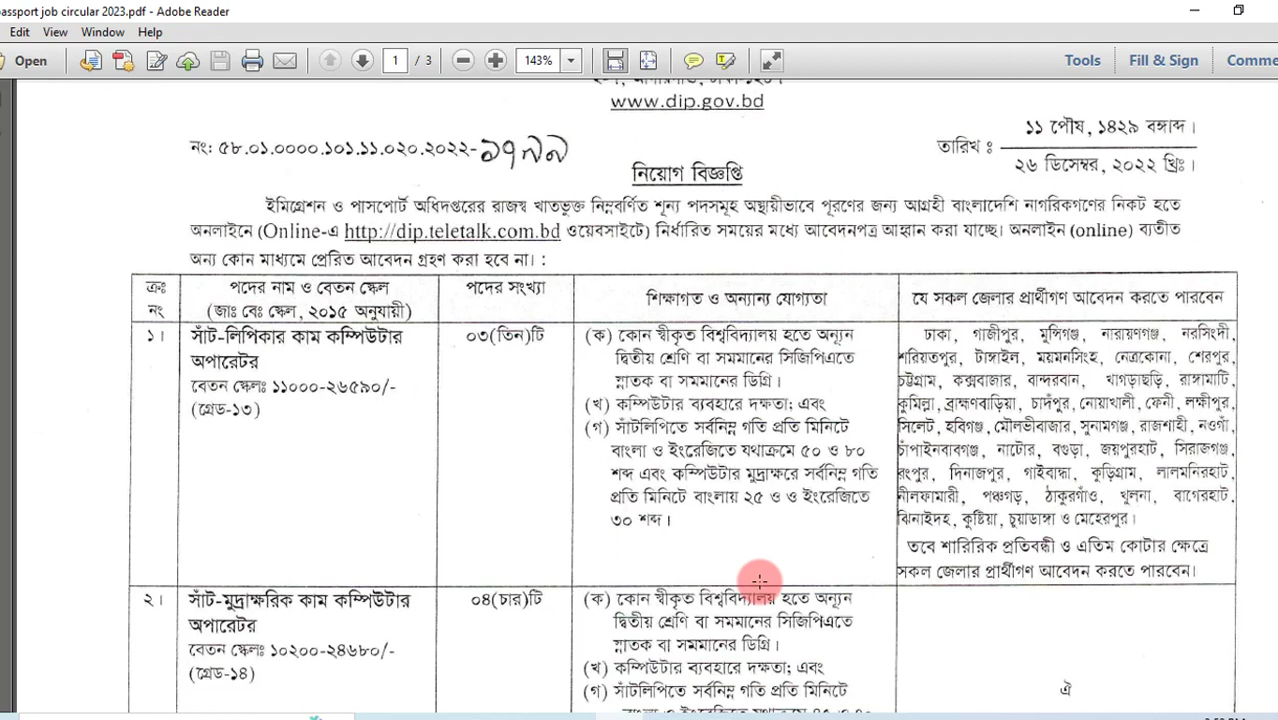 assport job circular 2023.pdf - Adobe Reader
Edit View Window Help
Open 1 / 3 143% Tools Fill & Sign Comme
www.dip.gov.bd
নং: ৫৮.০১.০০০০.১০১.১১.০২০.২০২২-১৭৯৯
তারিখ ঃ ১১ পৌষ, ১৪২৯ বঙ্গাব্দ।
২৬ ডিসেম্বর, ২০২২ খ্রিঃ।
নিয়োগ বিজ্ঞপ্তি
ইমিগ্রেশন ও পাসপোর্ট অধিদপ্তরের রাজস্ব খাতভুক্ত নিম্নবর্ণিত শূন্য পদসমূহ অস্থায়ীভাবে পূরণের জন্য আগ্রহী বাংলাদেশি নাগরিকগণের নিকট হতে
অনলাইনে (Online-এ http://dip.teletalk.com.bd ওয়েবসাইটে) নির্ধারিত সময়ের মধ্যে আবেদনপত্র আহ্বান করা যাচ্ছে। অনলাইন (online) ব্যতীত
অন্য কোন মাধ্যমে প্রেরিত আবেদন গ্রহণ করা হবে না। :
ক্রঃ নং
পদের নাম ও বেতন স্কেল
(জাঃ বেঃ স্কেল, ২০১৫ অনুযায়ী)
পদের সংখ্যা
শিক্ষাগত ও অন্যান্য যোগ্যতা
যে সকল জেলার প্রার্থীগণ আবেদন করতে পারবেন
১।
সাঁট-লিপিকার কাম কম্পিউটার
অপারেটর
বেতন স্কেলঃ ১১০০০-২৬৫৯০/-
(গ্রেড-১৩)
০৩(তিন)টি
(ক) কোন স্বীকৃত বিশ্ববিদ্যালয় হতে অন্যূন
দ্বিতীয় শ্রেণি বা সমমানের সিজিপিএতে
স্নাতক বা সমমানের ডিগ্রি।
(খ) কম্পিউটার ব্যবহারে দক্ষতা; এবং
(গ) সাঁটলিপিতে সর্বনিম্ন গতি প্রতি মিনিটে
বাংলা ও ইংরেজিতে যথাক্রমে ৫০ ও ৮০
শব্দ এবং কম্পিউটার মুদ্রাক্ষরে সর্বনিম্ন গতি
প্রতি মিনিটে বাংলায় ২৫ ও ও ইংরেজিতে
৩০ শব্দ।
ঢাকা, গাজীপুর, মুন্সিগঞ্জ, নারায়ণগঞ্জ, নরসিংদী,
শরিয়তপুর, টাঙ্গাইল, ময়মনসিংহ, নেত্রকোনা, শেরপুর,
চট্টগ্রাম, কক্সবাজার, বান্দরবান, খাগড়াছড়ি, রাঙ্গামাটি,
কুমিল্লা, ব্রাহ্মণবাড়িয়া, চাদঁপুর, নোয়াখালী, ফেনী, লক্ষীপুর,
সিলেট, হবিগঞ্জ, মৌলভীবাজার, সুনামগঞ্জ, রাজশাহী, নওগাঁ,
চাঁপাইনবাবগঞ্জ, নাটোর, বগুড়া, জয়পুরহাট, সিরাজগঞ্জ,
রংপুর, দিনাজপুর, গাইবান্ধা, কুড়িগ্রাম, লালমনিরহাট,
নীলফামারী, পঞ্চগড়, ঠাকুরগাঁও, খুলনা, বাগেরহাট,
ঝিনাইদহ, কুষ্টিয়া, চুয়াডাঙ্গা ও মেহেরপুর।
তবে শারিরিক প্রতিবন্ধী ও এতিম কোটার ক্ষেত্রে
সকল জেলার প্রার্থীগণ আবেদন করতে পারবেন।
২।
সাঁট-মুদ্রাক্ষরিক কাম কম্পিউটার
অপারেটর
বেতন স্কেলঃ ১০২০০-২৪৬৮০/-
(গ্রেড-১৪)
০৪(চার)টি
(ক) কোন স্বীকৃত বিশ্ববিদ্যালয় হতে অন্যূন
দ্বিতীয় শ্রেণি বা সমমানের সিজিপিএতে
স্নাতক বা সমমানের ডিগ্রি।
(খ) কম্পিউটার ব্যবহারে দক্ষতা; এবং
(গ) সাঁটলিপিতে সর্বনিম্ন গতি প্রতি মিনিটে
ঐ